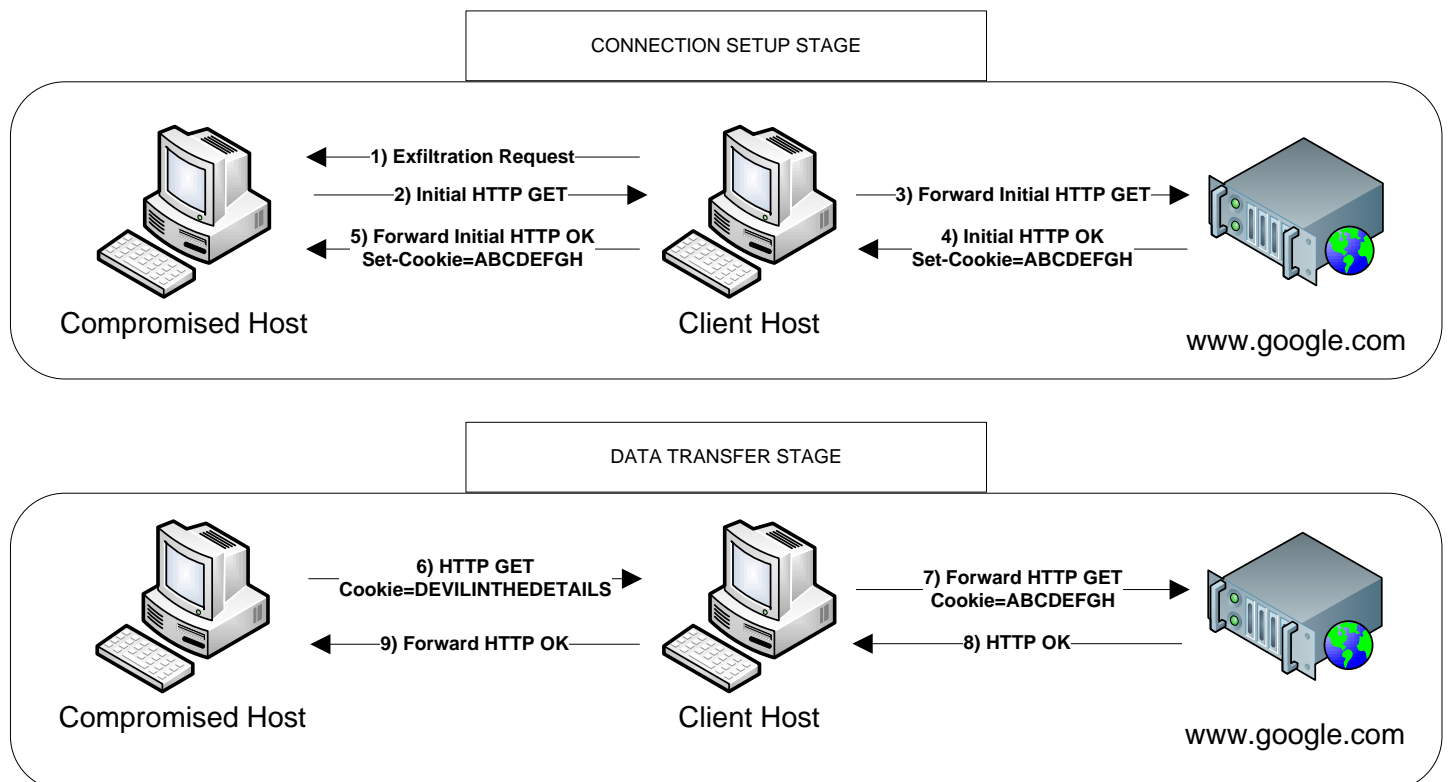 CONNECTION SETUP STAGE
1) Exfiltration Request
2) Initial HTTP GET
3) Forward Initial HTTP GET
5) Forward Initial HTTP OK
Set-Cookie=ABCDEFGH
4) Initial HTTP OK
Set-Cookie=ABCDEFGH
Compromised Host
Client Host
www.google.com
DATA TRANSFER STAGE
6) HTTP GET
Cookie=DEVILINTHEDETAILS
7) Forward HTTP GET
Cookie=ABCDEFGH
9) Forward HTTP OK
8) HTTP OK
Compromised Host
Client Host
www.google.com